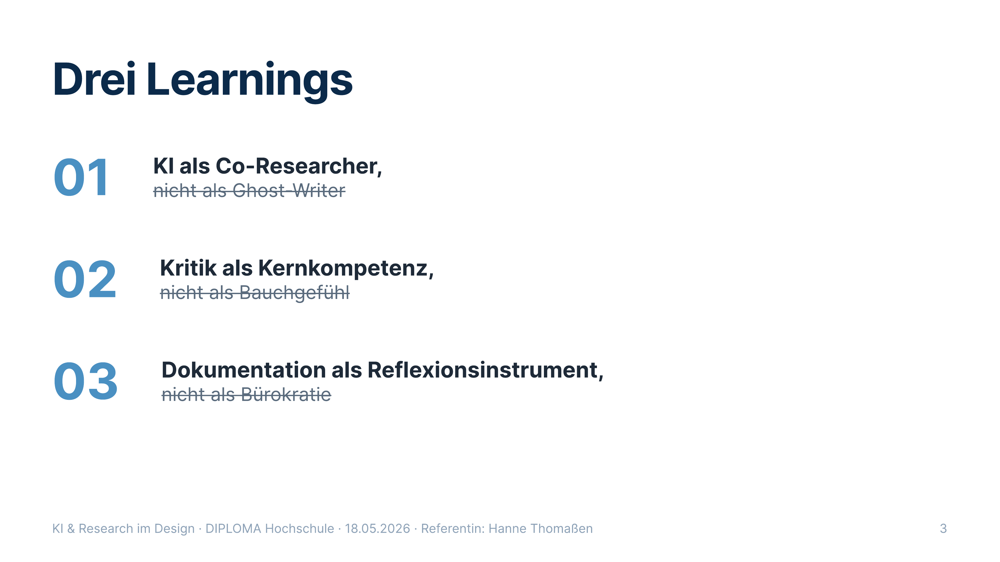 Drei Learnings
01
KI als Co-Researcher,
nicht als Ghost-Writer
02
Kritik als Kernkompetenz,
nicht als Bauchgefühl
03
Dokumentation als Reflexionsinstrument,
nicht als Bürokratie
KI & Research im Design · DIPLOMA Hochschule · 18.05.2026 · Referentin: Hanne Thomaßen
3